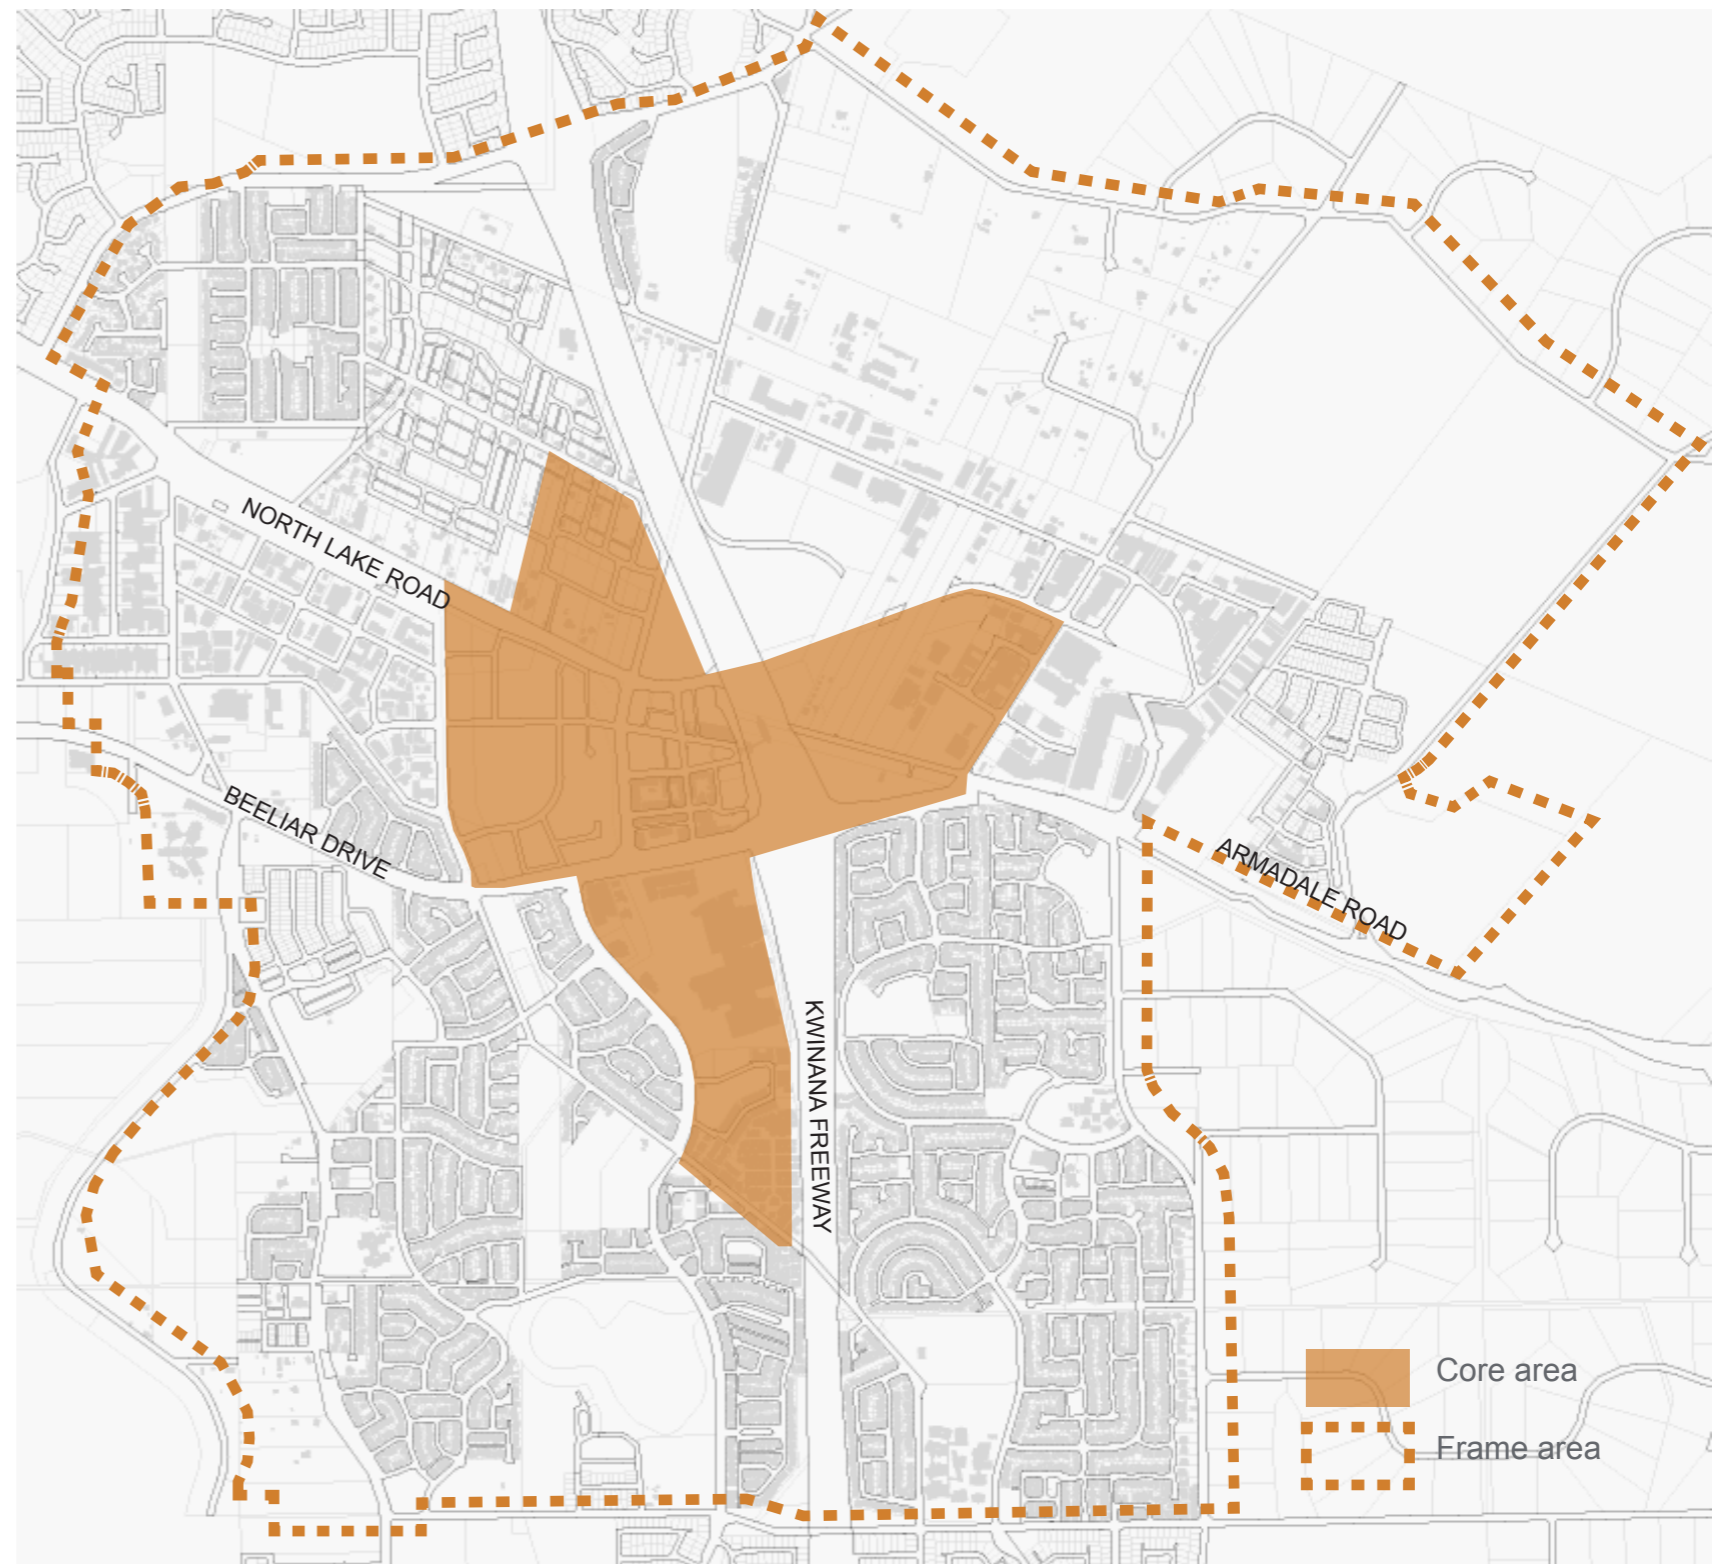 NORTH LAKE ROAD
BEELIAR DRIVE
ARMADALE ROAD
KWINANA FREEWAY
Core area
Frame area